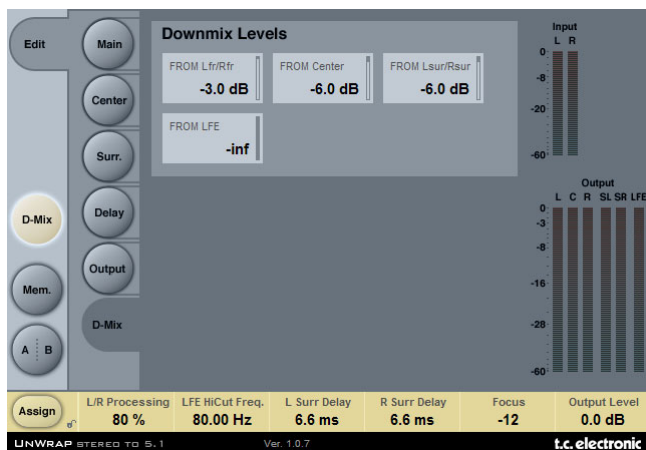 Edit
Main
Center
Surr.
Delay
Output
D-Mix
D-Mix
Mem.
A B
Downmix Levels
FROM Lfr/Rfr
-3.0 dB
FROM Center
-6.0 dB
FROM Lsur/Rsur
-6.0 dB
FROM LFE
-inf
Input
L R
0
-8
-20
-60
Output
L C R SL SR LFE
0
-3
-8
-16
-28
-60
Assign
L/R Processing
80 %
LFE HiCut Freq.
80.00 Hz
L Surr Delay
6.6 ms
R Surr Delay
6.6 ms
Focus
-12
Output Level
0.0 dB
UNWRAP STEREO TO 5.1
Ver. 1.0.7
t.c. electronic